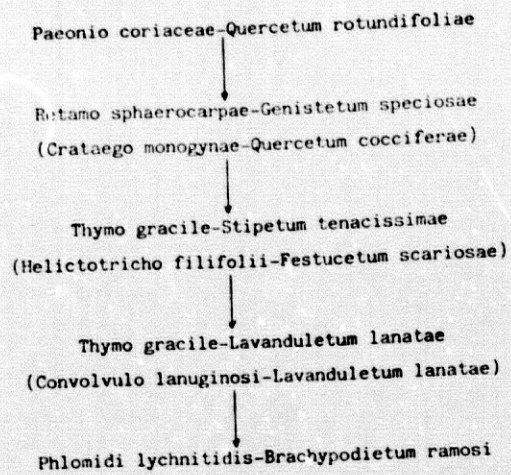 Paeonio coriaceae-Quercetum rotundifoliae
Retamo sphaerocarpae-Genistetum speciosae
(Crataego monogynae-Quercetum cocciferae)
Thymo gracile-Stipetum tenacissimae
(Helictotricho filifolii-Festucetum scariosae)
Thymo gracile-Lavanduletum lanatae
(Convolvulo lanuginosi-Lavanduletum lanatae)
Phlomidi lychnitidis-Brachypodietum ramosi